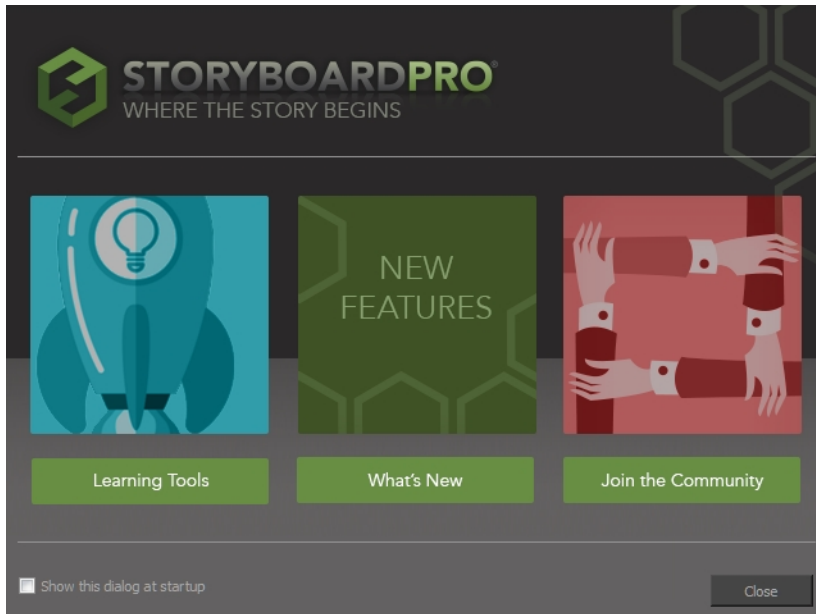 STORYBOARDPRO®
WHERE THE STORY BEGINS
NEW
FEATURES
Learning Tools
What's New
Join the Community
Show this dialog at startup
Close